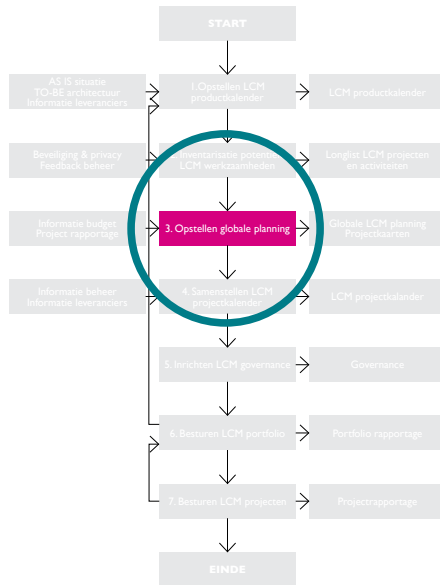 START
AS IS situatie
TO-BE architectuur
Informatie leveranciers
1. Opstellen LCM
productkalender
LCM productkalender
Beveiliging & privacy
Feedback beheer
2. Inventarisatie potentiële
LCM werkzaamheden
Longlist LCM projecten
en activiteiten
Informatie budget
Project rapportage
3. Opstellen globale planning
Globale LCM planning
Projectkaarten
Informatie beheer
Informatie leveranciers
4. Samenstellen LCM
projectkalender
LCM projectkalander
5. Inrichten LCM governance
Governance
6. Besturen LCM portfolio
Portfolio rapportage
7. Besturen LCM projecten
Projectrapportage
EINDE